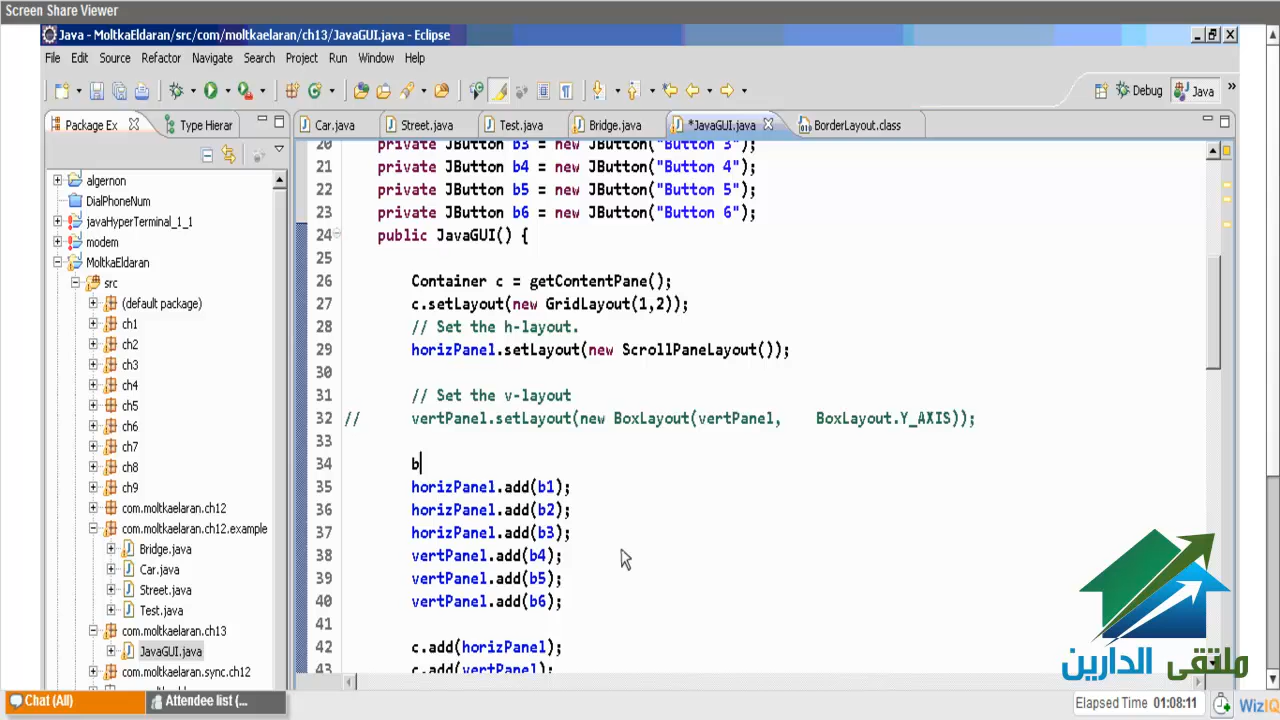 Screen Share Viewer
Java - MoltkaEldaran/src/com/moltkaelaran/ch13/JavaGUI.java - Eclipse
File Edit Source Refactor Navigate Search Project Run Window Help
Debug Java »
Package Ex Type Hierar
Car.java Street.java Test.java Bridge.java *JavaGUI.java BorderLayout.class
algernon
DialPhoneNum
javaHyperTerminal_1_1
modem
MoltkaEldaran
src
(default package)
ch1
ch2
ch3
ch4
ch5
ch6
ch7
ch8
ch9
com.moltkaelaran.ch12
com.moltkaelaran.ch12.example
Bridge.java
Car.java
Street.java
Test.java
com.moltkaelaran.ch13
JavaGUI.java
com.moltkaelaran.sync.ch12
20 private JButton b3 = new JButton("Button 3");
21 private JButton b4 = new JButton("Button 4");
22 private JButton b5 = new JButton("Button 5");
23 private JButton b6 = new JButton("Button 6");
24 public JavaGUI() {
25
26 Container c = getContentPane();
27 c.setLayout(new GridLayout(1,2));
28 // Set the h-layout.
29 horizPanel.setLayout(new ScrollPaneLayout());
30
31 // Set the v-layout
32 // vertPanel.setLayout(new BoxLayout(vertPanel, BoxLayout.Y_AXIS));
33
34 b
35 horizPanel.add(b1);
36 horizPanel.add(b2);
37 horizPanel.add(b3);
38 vertPanel.add(b4);
39 vertPanel.add(b5);
40 vertPanel.add(b6);
41
42 c.add(horizPanel);
43 c.add(vertPanel);
ملتقى الدارين
Chat (All) Attendee list (...
Elapsed Time 01:08:11 WizIQ